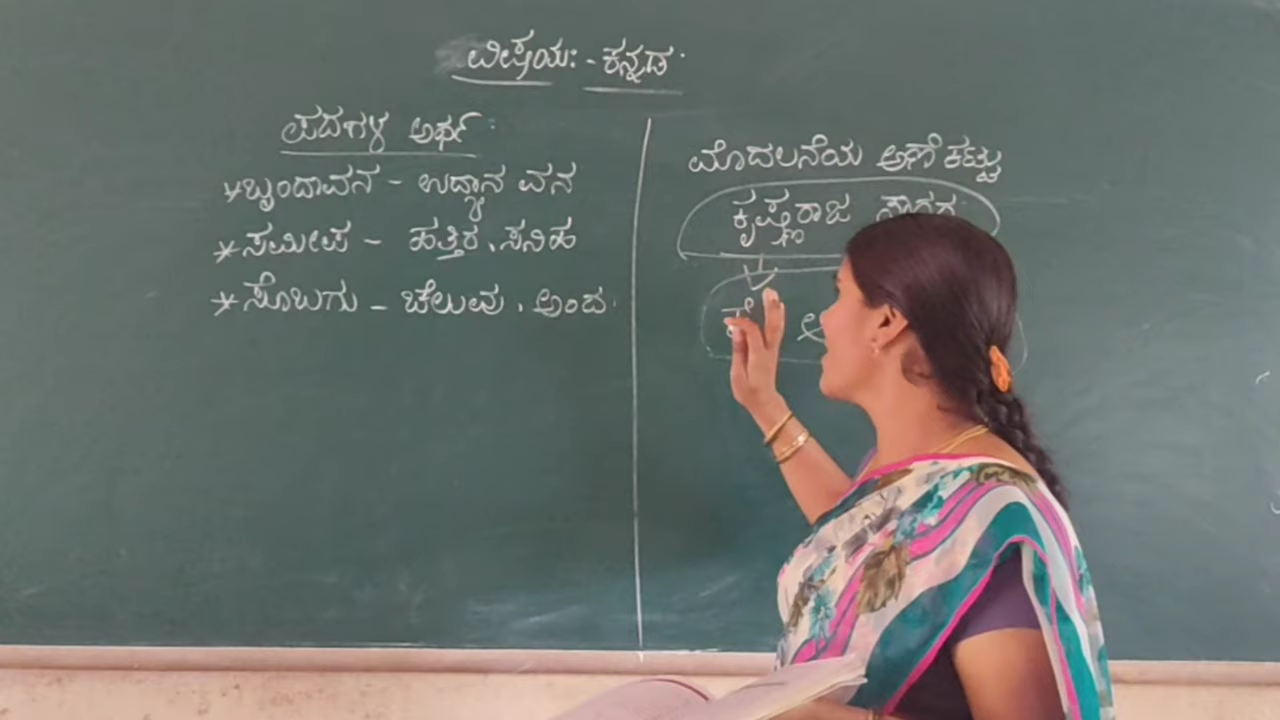 ವಿಷಯ: - ಕನ್ನಡ.
ಪದಗಳ ಅರ್ಥ :
* ಬೃಂದಾವನ - ಉದ್ಯಾನ ವನ
* ಸಮೀಪ - ಹತ್ತಿರ, ಸನಿಹ
* ಸೊಬಗು - ಚೆಲುವು, ಅಂದ.
ಮೊದಲನೆಯ ಅಣೆಕಟ್ಟು
ಕೃಷ್ಣರಾಜ ಸಾಗರ